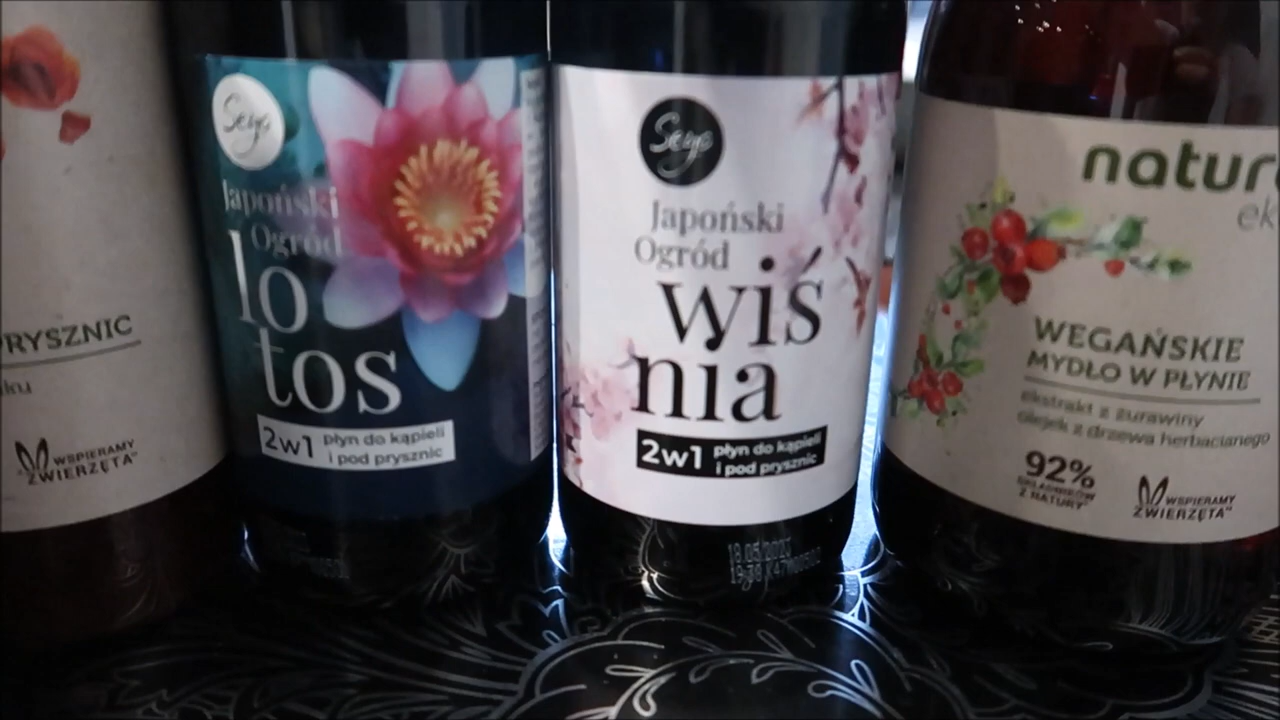 PRYSZNIC
WSPIERAMY
ZWIERZĘTA"
Seyo
Japoński
Ogród
lo
tos
2w1 płyn do kąpieli
i pod prysznic
Seyo
Japoński
Ogród
wiś
nia
2w1 płyn do kąpieli
i pod prysznic
natur
ek
WEGAŃSKIE
MYDŁO W PŁYNIE
ekstrakt z żurawiny
olejek z drzewa herbacianego
92%
SKŁADNIKÓW
Z NATURY
WSPIERAMY
ZWIERZĘTA"